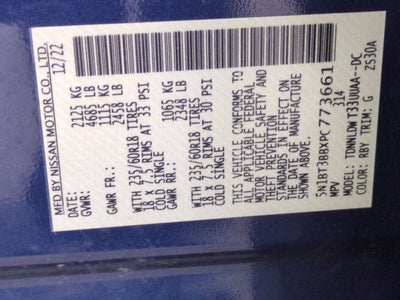 MFD BY NISSAN MOTOR CO., LTD.
12/22
GVWR: 2125 KG
4685 LB
GAWR FR.: 1115 KG
2458 LB
WITH 235/60R18 TIRES
18 x 7.5 RIMS AT 33 PSI
COLD SINGLE
GAWR RR.: 1065 KG
2348 LB
WITH 235/60R18 TIRES
18 X 7.5 RIMS AT 30 PSI
COLD SINGLE
THIS VEHICLE CONFORMS TO
ALL APPLICABLE FEDERAL
MOTOR VEHICLE SAFETY AND
THEFT PREVENTION
STANDARDS IN EFFECT ON
THE DATE OF MANUFACTURE
SHOWN ABOVE.
5N1BT3BBXPC773661
MPV 314
MODEL: TDNNLDWT33UUAA--DC
COLOR: RBY TRIM: G ZS30A